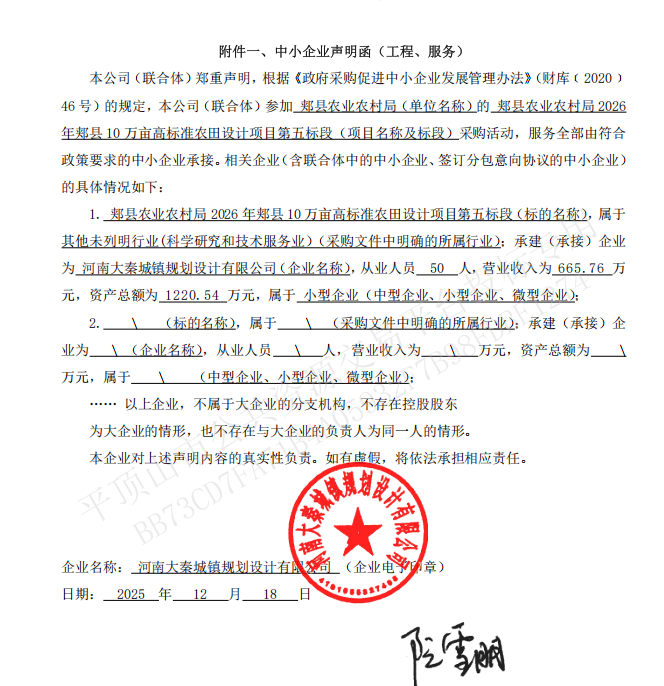 附件一、中小企业声明函（工程、服务）
本公司（联合体）郑重声明，根据《政府采购促进中小企业发展管理办法》（财库﹝2020﹞
46号）的规定，本公司（联合体）参加 郏县农业农村局（单位名称）的 郏县农业农村局2026
年郏县10万亩高标准农田设计项目第五标段（项目名称及标段）采购活动，服务全部由符合
政策要求的中小企业承接。相关企业（含联合体中的中小企业、签订分包意向协议的中小企业）
的具体情况如下：
1. 郏县农业农村局2026年郏县10万亩高标准农田设计项目第五标段（标的名称），属于
其他未列明行业(科学研究和技术服务业)（采购文件中明确的所属行业）；承建（承接）企业
为 河南大秦城镇规划设计有限公司（企业名称），从业人员 50 人，营业收入为 665.76 万
元，资产总额为 1220.54 万元，属于 小型企业（中型企业、小型企业、微型企业）；
2. \ （标的名称），属于 \ （采购文件中明确的所属行业）；承建（承接）企
业为 \ （企业名称），从业人员 \ 人，营业收入为 \ 万元，资产总额为 \
万元，属于 \ （中型企业、小型企业、微型企业）；
…… 以上企业，不属于大企业的分支机构，不存在控股股东
为大企业的情形，也不存在与大企业的负责人为同一人的情形。
本企业对上述声明内容的真实性负责。如有虚假，将依法承担相应责任。
河南大秦城镇规划设计有限公司
企业名称： 河南大秦城镇规划设计有限公司 （企业电子印章）
日期： 2025 年 12 月 18 日